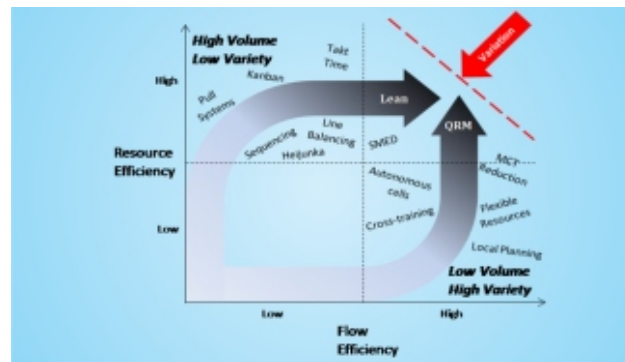 High Volume
Low Variety
Takt
Time
Variation
High
Kanban
Pull
Systems
Lean
QRM
Line
Balancing
Sequencing
Heijunka
SMED
Resource
Efficiency
MCT
Reduction
Autonomous
cells
Flexible
Resources
Cross-training
Low
Local Planning
Low Volume
High Variety
Low
High
Flow
Efficiency